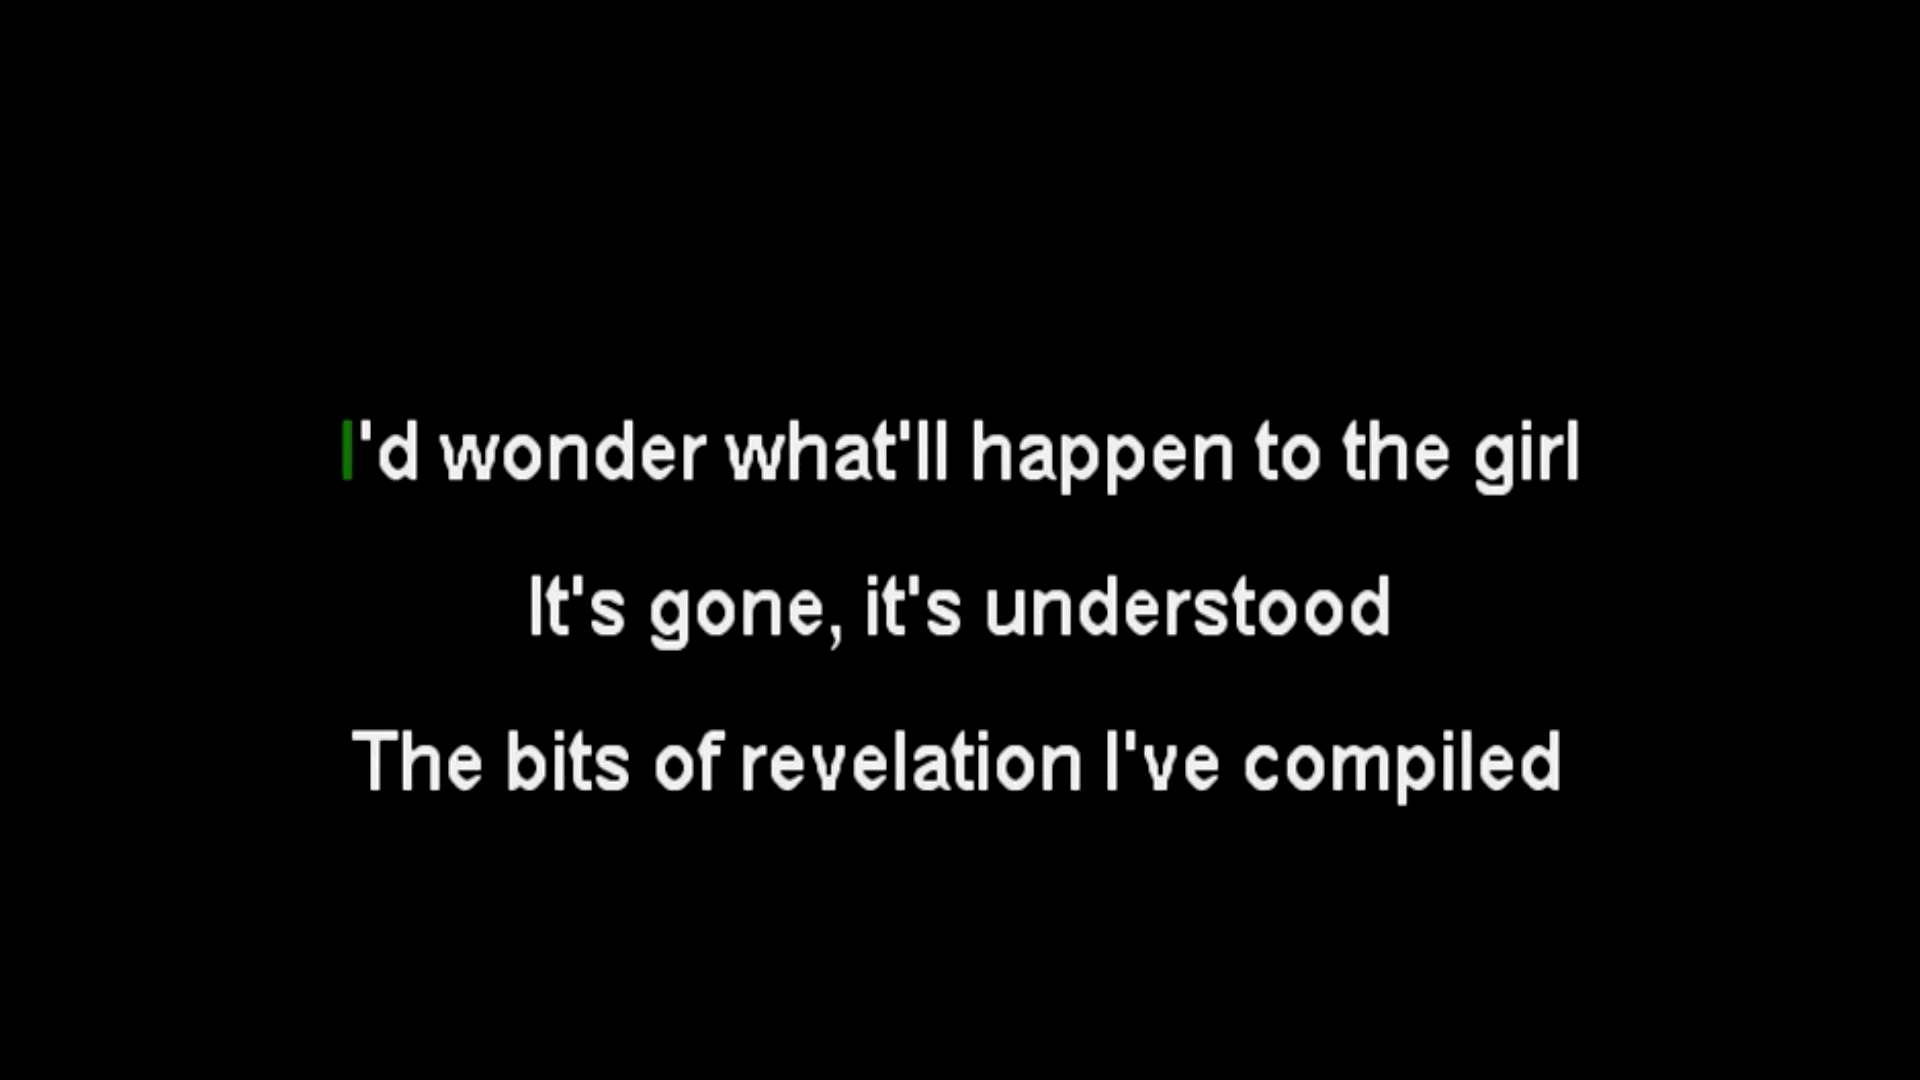 I'd wonder what'll happen to the girl
It's gone, it's understood
The bits of revelation I've compiled